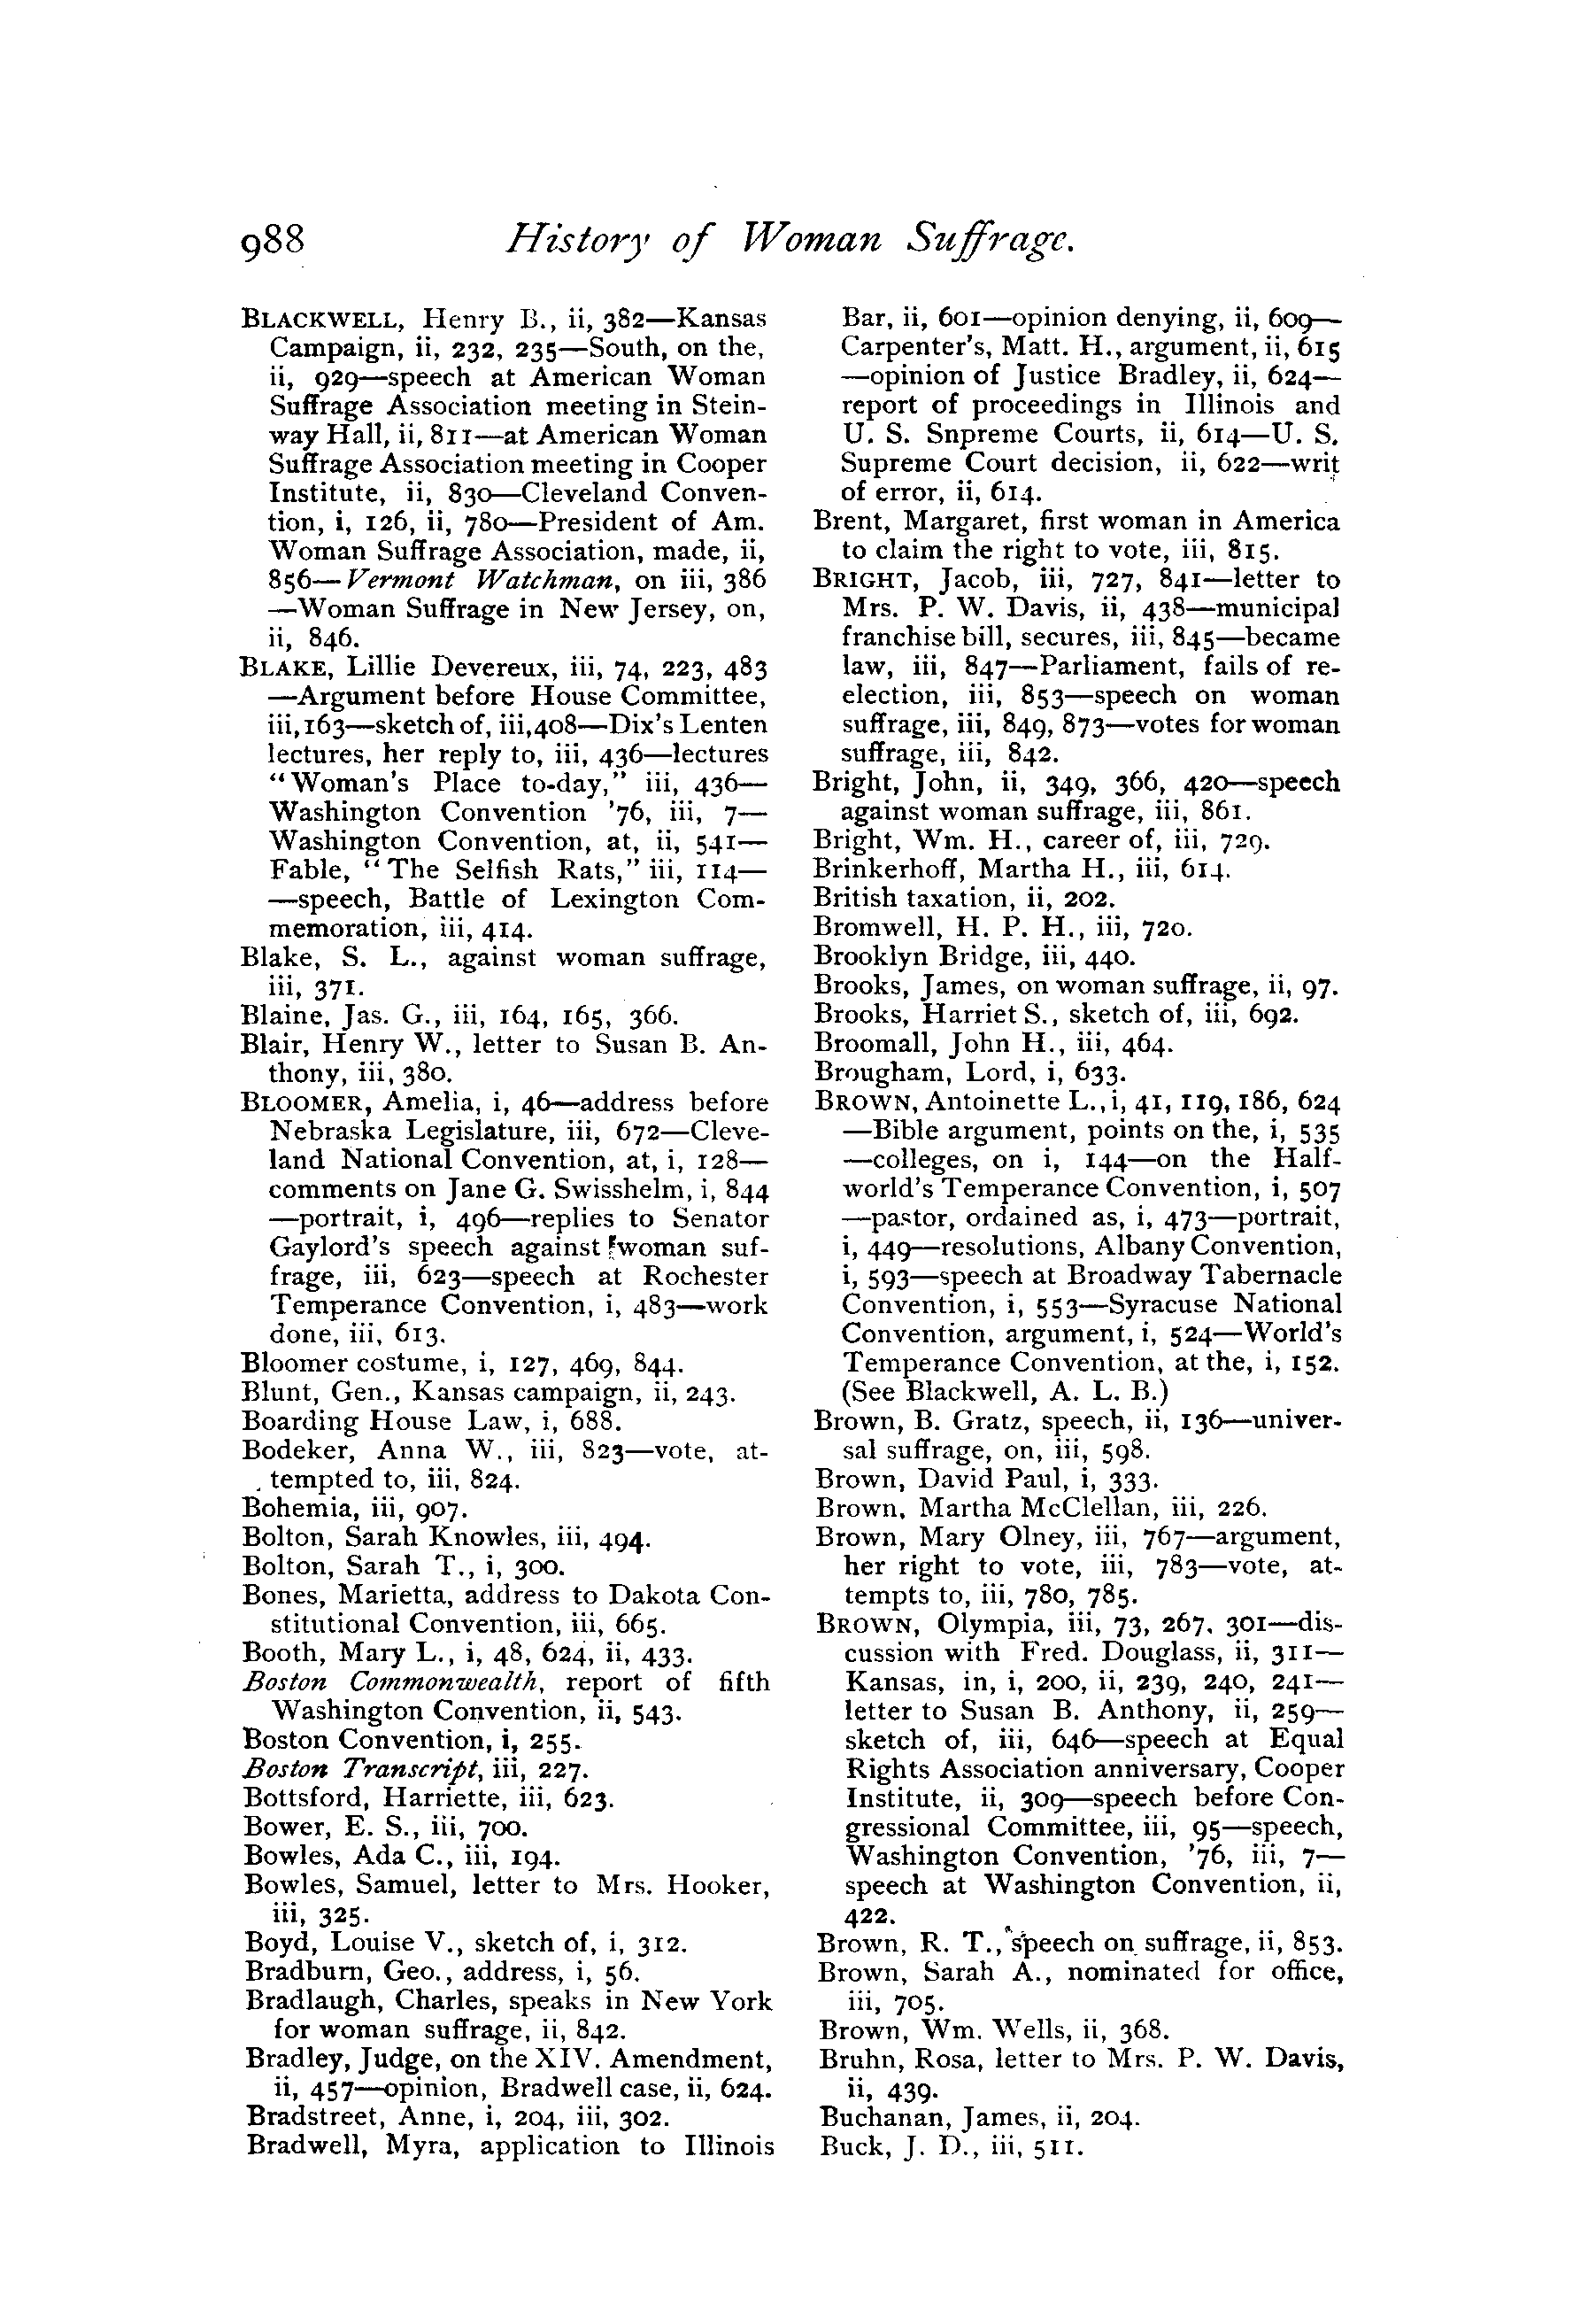 988 History of Woman Suffrage.
BLACKWELL, Henry B., ii, 382—Kansas
Campaign, ii, 232, 235—South, on the,
ii, 929—speech at American Woman
Suffrage Association meeting in Stein-
way Hall, ii, 811—at American Woman
Suffrage Association meeting in Cooper
Institute, ii, 830—Cleveland Conven-
tion, i, 126, ii, 780—President of Am.
Woman Suffrage Association, made, ii,
856—Vermont Watchman, on iii, 386
—Woman Suffrage in New Jersey, on,
ii, 846.
BLAKE, Lillie Devereux, iii, 74, 223, 483
—Argument before House Committee,
iii, 163—sketch of, iii, 408—Dix's Lenten
lectures, her reply to, iii, 436—lectures
"Woman's Place to-day," iii, 436—
Washington Convention '76, iii, 7—
Washington Convention, at, ii, 541—
Fable, "The Selfish Rats," iii, 114—
—speech, Battle of Lexington Com-
memoration, iii, 414.
Blake, S. L., against woman suffrage,
iii, 371.
Blaine, Jas. G., iii, 164, 165, 366.
Blair, Henry W., letter to Susan B. An-
thony, iii, 380.
BLOOMER, Amelia, i, 46—address before
Nebraska Legislature, iii, 672—Cleve-
land National Convention, at, i, 128—
comments on Jane G. Swisshelm, i, 844
—portrait, i, 496—replies to Senator
Gaylord's speech against woman suf-
frage, iii, 623—speech at Rochester
Temperance Convention, i, 483—work
done, iii, 613.
Bloomer costume, i, 127, 469, 844.
Blunt, Gen., Kansas campaign, ii, 243.
Boarding House Law, i, 688.
Bodeker, Anna W., iii, 823—vote, at-
tempted to, iii, 824.
Bohemia, iii, 907.
Bolton, Sarah Knowles, iii, 494.
Bolton, Sarah T., i, 300.
Bones, Marietta, address to Dakota Con-
stitutional Convention, iii, 665.
Booth, Mary L., i, 48, 624, ii, 433.
Boston Commonwealth, report of fifth
Washington Convention, ii, 543.
Boston Convention, i, 255.
Boston Transcript, iii, 227.
Bottsford, Harriette, iii, 623.
Bower, E. S., iii, 700.
Bowles, Ada C., iii, 194.
Bowles, Samuel, letter to Mrs. Hooker,
iii, 325.
Boyd, Louise V., sketch of, i, 312.
Bradburn, Geo., address, i, 56.
Bradlaugh, Charles, speaks in New York
for woman suffrage, ii, 842.
Bradley, Judge, on the XIV. Amendment,
ii, 457—opinion, Bradwell case, ii, 624.
Bradstreet, Anne, i, 204, iii, 302.
Bradwell, Myra, application to Illinois
Bar, ii, 601—opinion denying, ii, 609—
Carpenter's, Matt. H., argument, ii, 615
—opinion of Justice Bradley, ii, 624—
report of proceedings in Illinois and
U. S. Snpreme Courts, ii, 614—U. S.
Supreme Court decision, ii, 622—writ
of error, ii, 614.
Brent, Margaret, first woman in America
to claim the right to vote, iii, 815.
BRIGHT, Jacob, iii, 727, 841—letter to
Mrs. P. W. Davis, ii, 438—municipal
franchise bill, secures, iii, 845—became
law, iii, 847—Parliament, fails of re-
election, iii, 853—speech on woman
suffrage, iii, 849, 873—votes for woman
suffrage, iii, 842.
Bright, John, ii, 349, 366, 420—speech
against woman suffrage, iii, 861.
Bright, Wm. H., career of, iii, 729.
Brinkerhoff, Martha H., iii, 614.
British taxation, ii, 202.
Bromwell, H. P. H., iii, 720.
Brooklyn Bridge, iii, 440.
Brooks, James, on woman suffrage, ii, 97.
Brooks, Harriet S., sketch of, iii, 692.
Broomall, John H., iii, 464.
Brougham, Lord, i, 633.
BROWN, Antoinette L., i, 41, 119, 186, 624
—Bible argument, points on the, i, 535
—colleges, on i, 144—on the Half-
world's Temperance Convention, i, 507
—pastor, ordained as, i, 473—portrait,
i, 449—resolutions, Albany Convention,
i, 593—speech at Broadway Tabernacle
Convention, i, 553—Syracuse National
Convention, argument, i, 524—World's
Temperance Convention, at the, i, 152.
(See Blackwell, A. L. B.)
Brown, B. Gratz, speech, ii, 136—univer-
sal suffrage, on, iii, 598.
Brown, David Paul, i, 333.
Brown, Martha McClellan, iii, 226.
Brown, Mary Olney, iii, 767—argument,
her right to vote, iii, 783—vote, at-
tempts to, iii, 780, 785.
BROWN, Olympia, iii, 73, 267, 301—dis-
cussion with Fred. Douglass, ii, 311—
Kansas, in, i, 200, ii, 239, 240, 241—
letter to Susan B. Anthony, ii, 259—
sketch of, iii, 646—speech at Equal
Rights Association anniversary, Cooper
Institute, ii, 309—speech before Con-
gressional Committee, iii, 95—speech,
Washington Convention, '76, iii, 7—
speech at Washington Convention, ii,
422.
Brown, R. T., speech on suffrage, ii, 853.
Brown, Sarah A., nominated for office,
iii, 705.
Brown, Wm. Wells, ii, 368.
Bruhn, Rosa, letter to Mrs. P. W. Davis,
ii, 439.
Buchanan, James, ii, 204.
Buck, J. D., iii, 511.